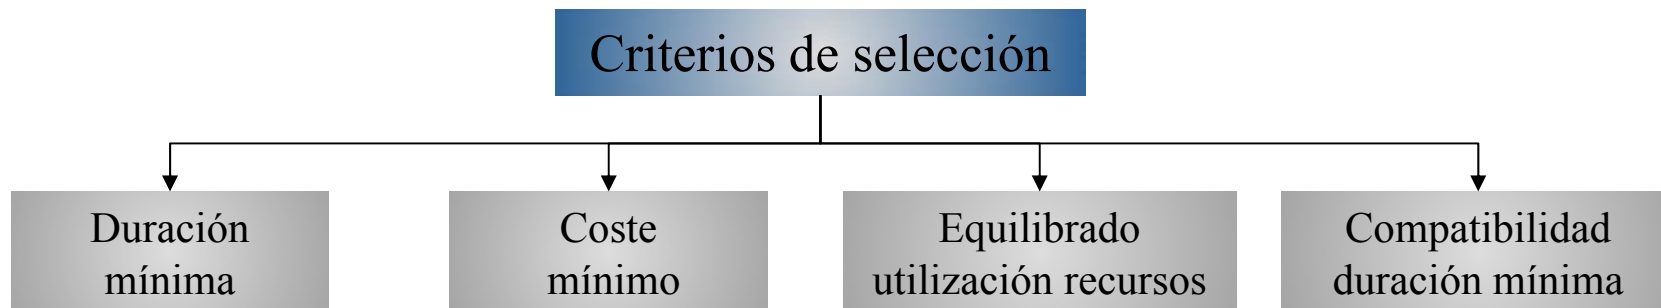 Criterios de selección
Duración
mínima
Coste
mínimo
Equilibrado
utilización recursos
Compatibilidad
duración mínima